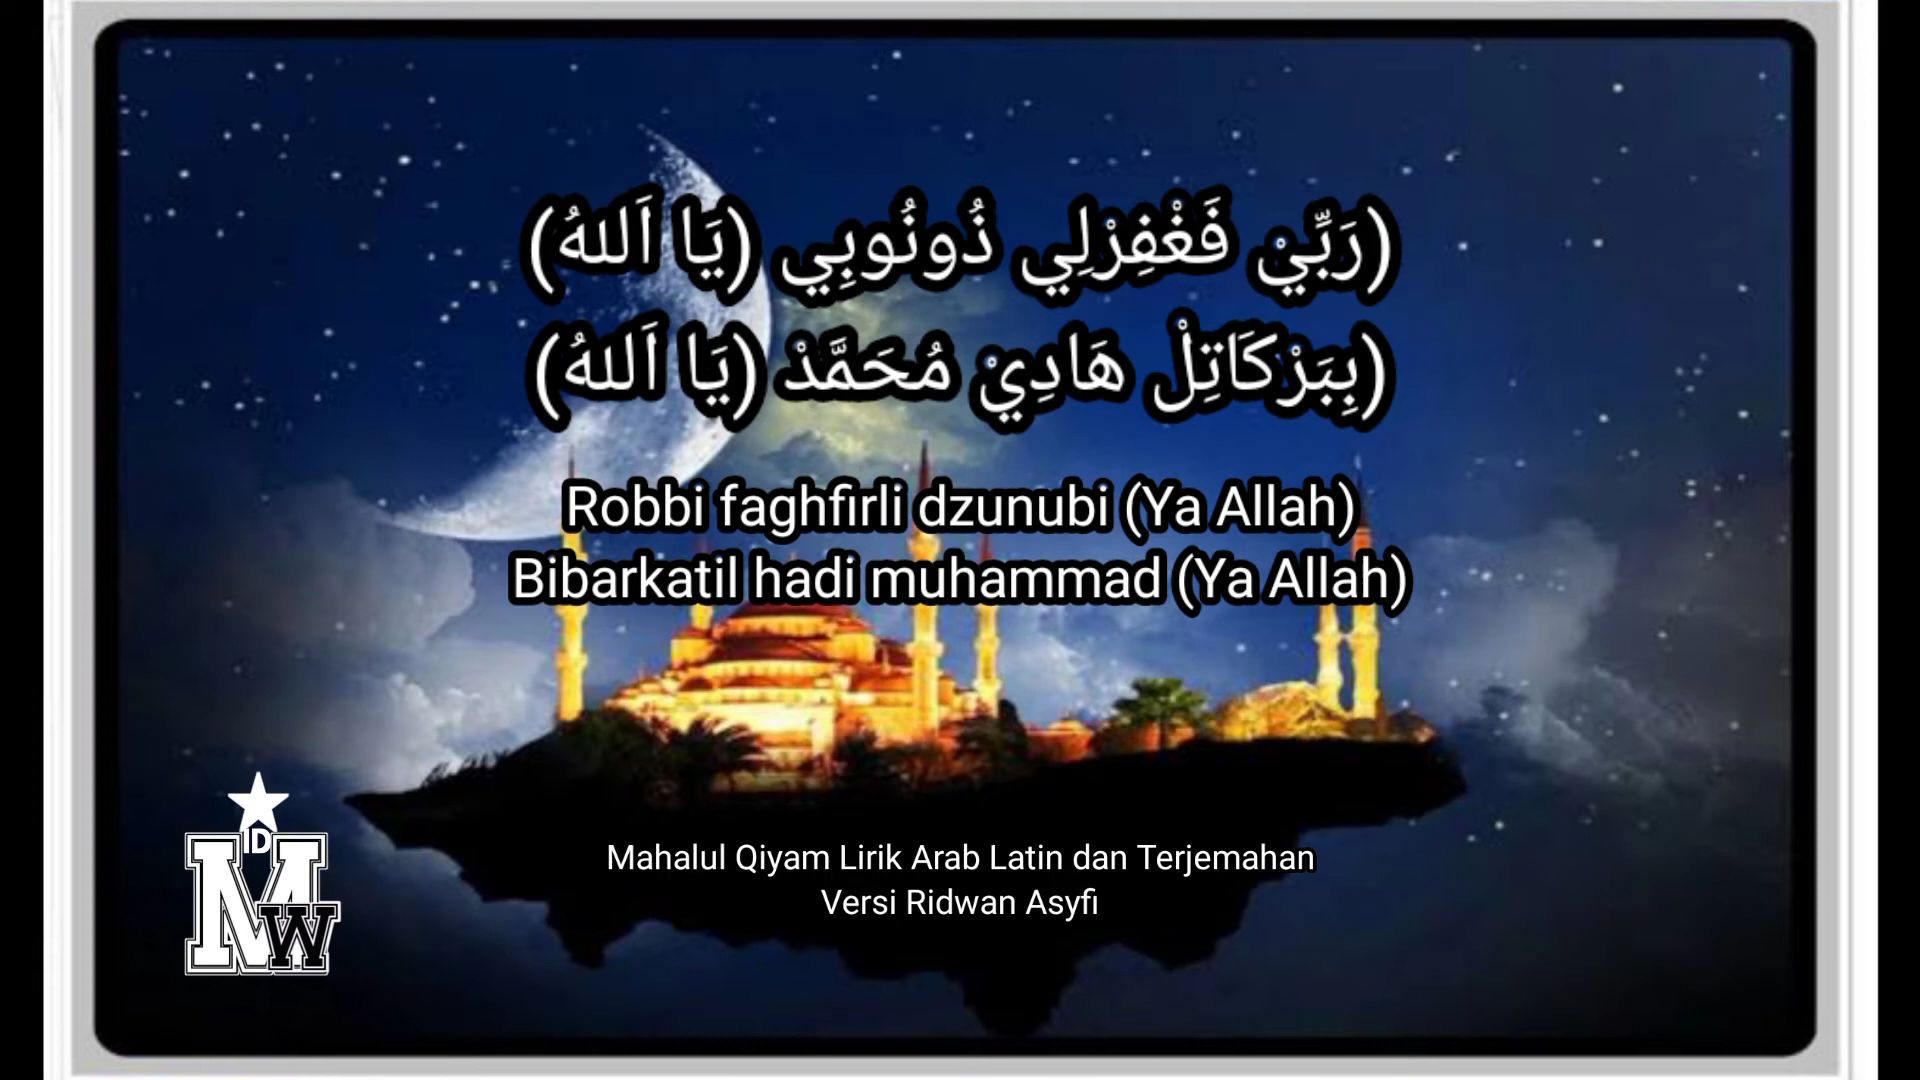 (رَبِّيْ فَغْفِرْلِي ذُونُوبِي (يَا اَللهُ)
(بِبَرْكَاتِلْ هَادِيْ مُحَمَّدْ (يَا اَللهُ)
Robbi faghfirli dzunubi (Ya Allah)
Bibarkatil hadi muhammad (Ya Allah)
ID
MW
Mahalul Qiyam Lirik Arab Latin dan Terjemahan
Versi Ridwan Asyfi